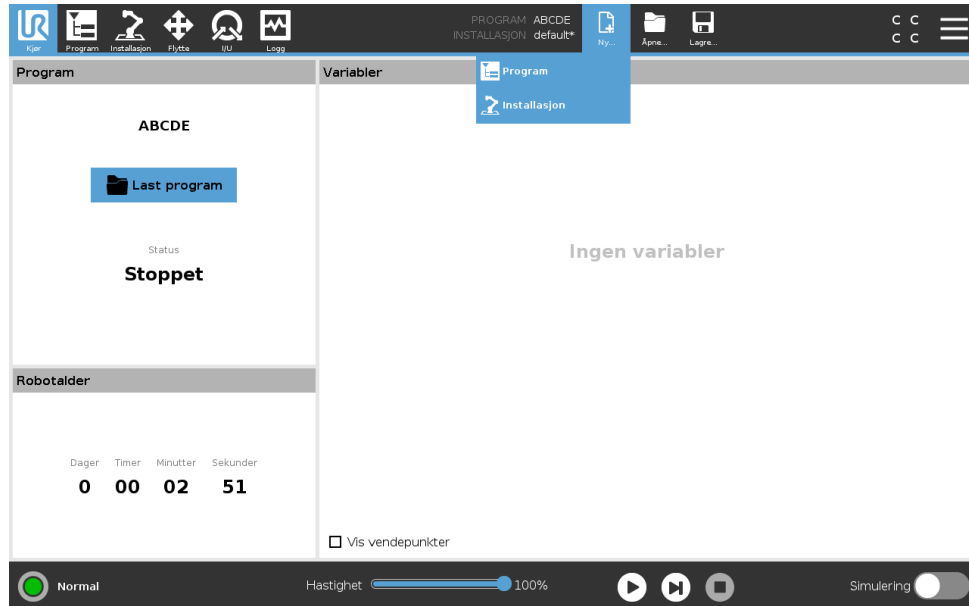 Kjør
Program
Installasjon
Flytte
I/U
Logg
PROGRAM ABCDE
INSTALLASJON default*
Ny...
Åpne...
Lagre...
C C
C C
Program
Installasjon
Program
ABCDE
Last program
Status
Stoppet
Variabler
Ingen variabler
Vis vendepunkter
Robotalder
Dager Timer Minutter Sekunder
0 00 02 51
Normal
Hastighet 100%
Simulering